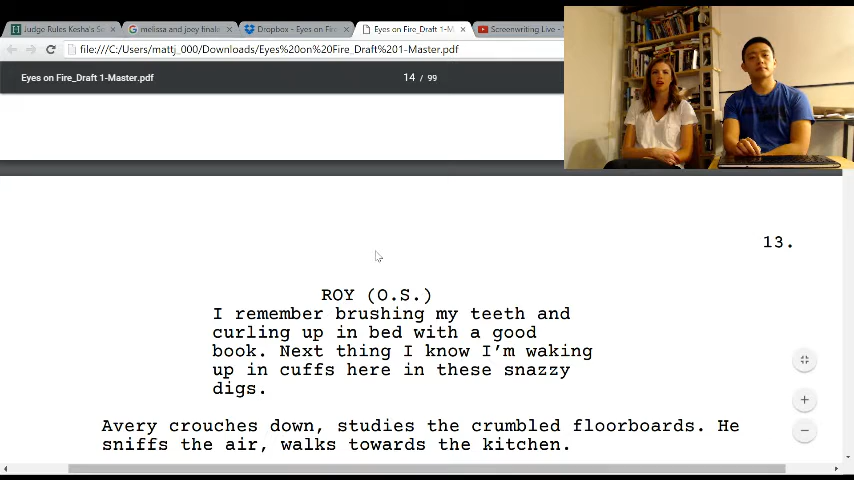 Judge Rules Kesha's Se
melissa and joey finale
Dropbox - Eyes on Fire_
Eyes on Fire_Draft 1-M
Screenwriting Live -
file:///C:/Users/mattj_000/Downloads/Eyes%20on%20Fire_Draft%201-Master.pdf
Eyes on Fire_Draft 1-Master.pdf
14 / 99
13.
ROY (O.S.)
I remember brushing my teeth and
curling up in bed with a good
book. Next thing I know I'm waking
up in cuffs here in these snazzy
digs.
Avery crouches down, studies the crumbled floorboards. He
sniffs the air, walks towards the kitchen.